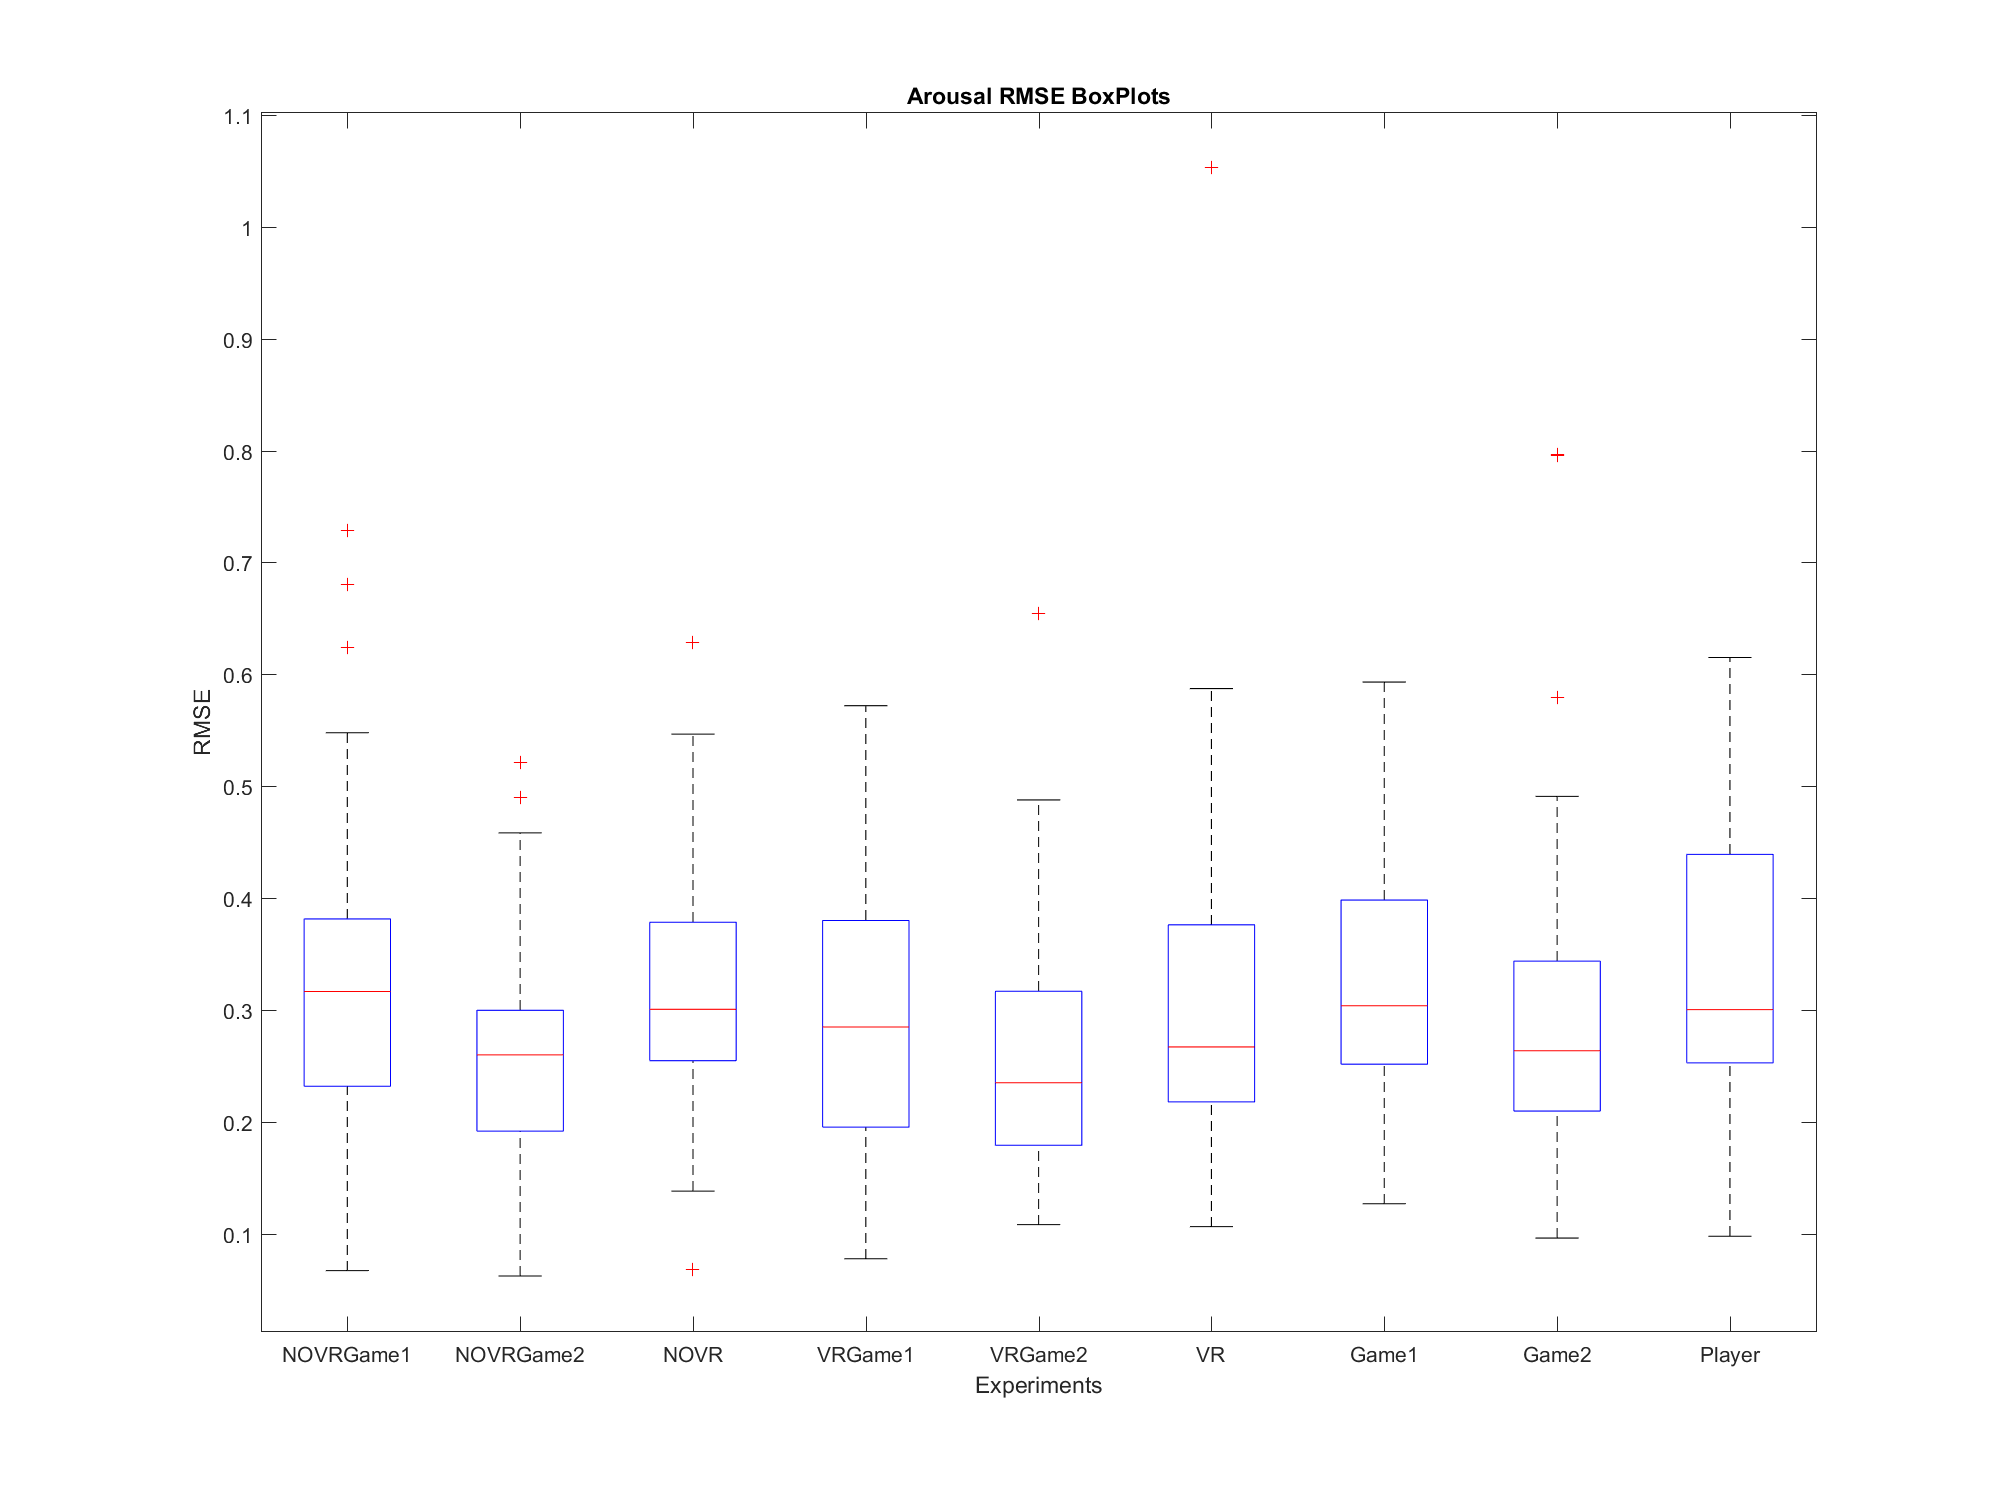 Arousal RMSE BoxPlots
1.1
1
0.9
0.8
0.7
0.6
0.5
0.4
0.3
0.2
0.1
RMSE
NOVRGame1 NOVRGame2 NOVR VRGame1 VRGame2 VR Game1 Game2 Player
Experiments